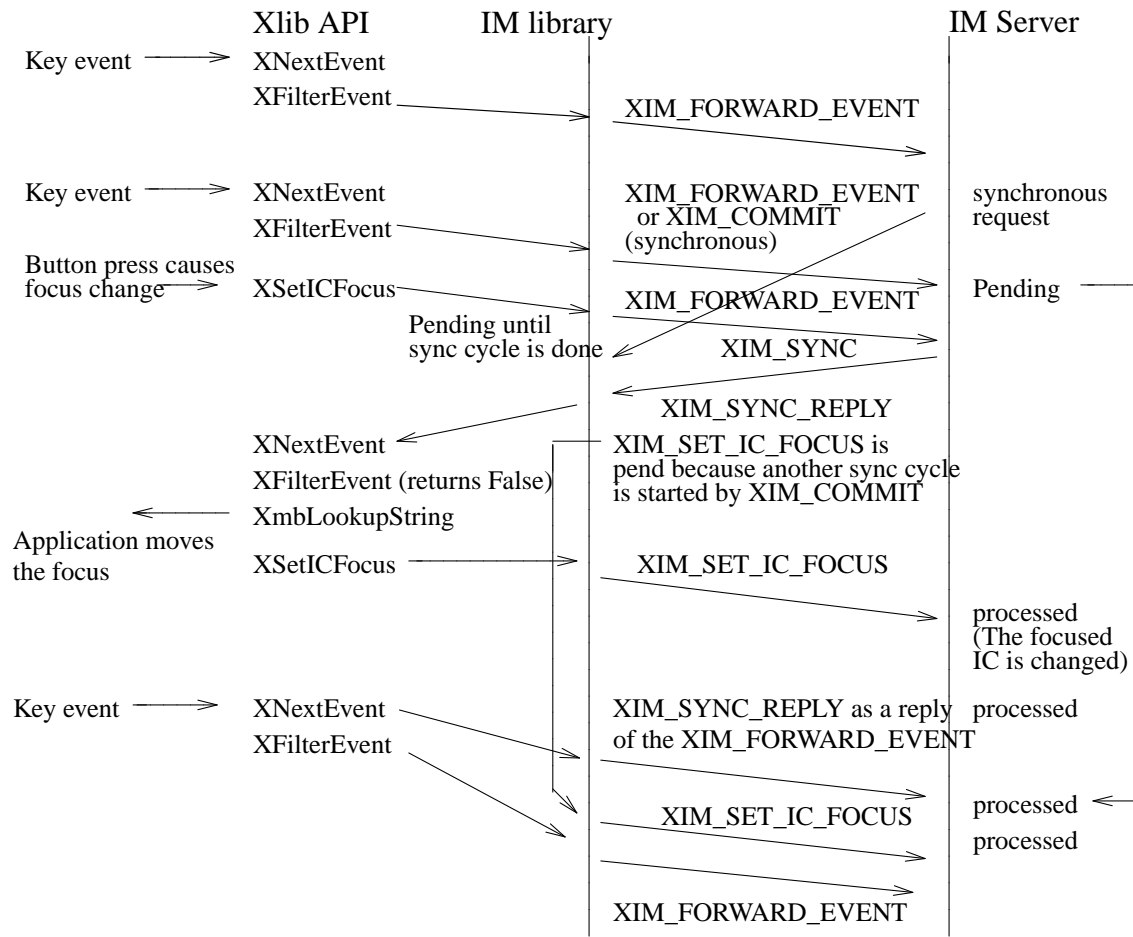 Xlib API IM library IM Server
Key event XNextEvent
XFilterEvent XIM_FORWARD_EVENT
Key event XNextEvent XIM_FORWARD_EVENT synchronous
or XIM_COMMIT request
XFilterEvent (synchronous)
Button press causes
focus change XSetICFocus Pending
XIM_FORWARD_EVENT
Pending until
sync cycle is done XIM_SYNC
XIM_SYNC_REPLY
XNextEvent XIM_SET_IC_FOCUS is
pend because another sync cycle
XFilterEvent (returns False) is started by XIM_COMMIT
XmbLookupString
Application moves
the focus XSetICFocus XIM_SET_IC_FOCUS
processed
(The focused
IC is changed)
Key event XNextEvent XIM_SYNC_REPLY as a reply processed
XFilterEvent of the XIM_FORWARD_EVENT
processed
XIM_SET_IC_FOCUS
processed
XIM_FORWARD_EVENT